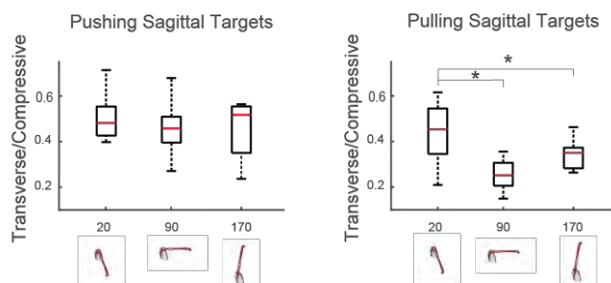 Pushing Sagittal Targets
Transverse/Compressive
0.6
0.4
0.2
20 90 170
Pulling Sagittal Targets
Transverse/Compressive
* 
*
0.6
0.4
0.2
20 90 170